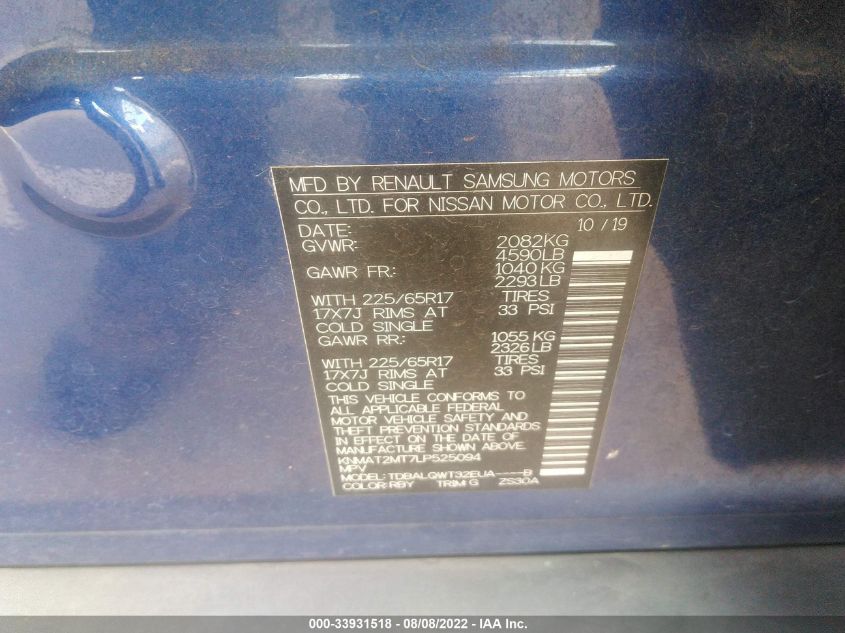 MFD BY RENAULT SAMSUNG MOTORS
CO., LTD. FOR NISSAN MOTOR CO., LTD.
DATE: 10 / 19
GVWR: 2082KG
4590LB
GAWR FR.: 1040KG
2293LB
WITH 225/65R17 TIRES
17X7J RIMS AT 33 PSI
COLD SINGLE
GAWR RR.: 1055 KG
2326LB
WITH 225/65R17 TIRES
17X7J RIMS AT 33 PSI
COLD SINGLE
THIS VEHICLE CONFORMS TO
ALL APPLICABLE FEDERAL
MOTOR VEHICLE SAFETY AND
THEFT PREVENTION STANDARDS
IN EFFECT ON THE DATE OF
MANUFACTURE SHOWN ABOVE.
KNMAT2MT7LP525094
MPV
MODEL: TDBALQWT32EUA-----B
COLOR:RBY TRIM:G ZS30A
000-33931518 - 08/08/2022 - IAA Inc.